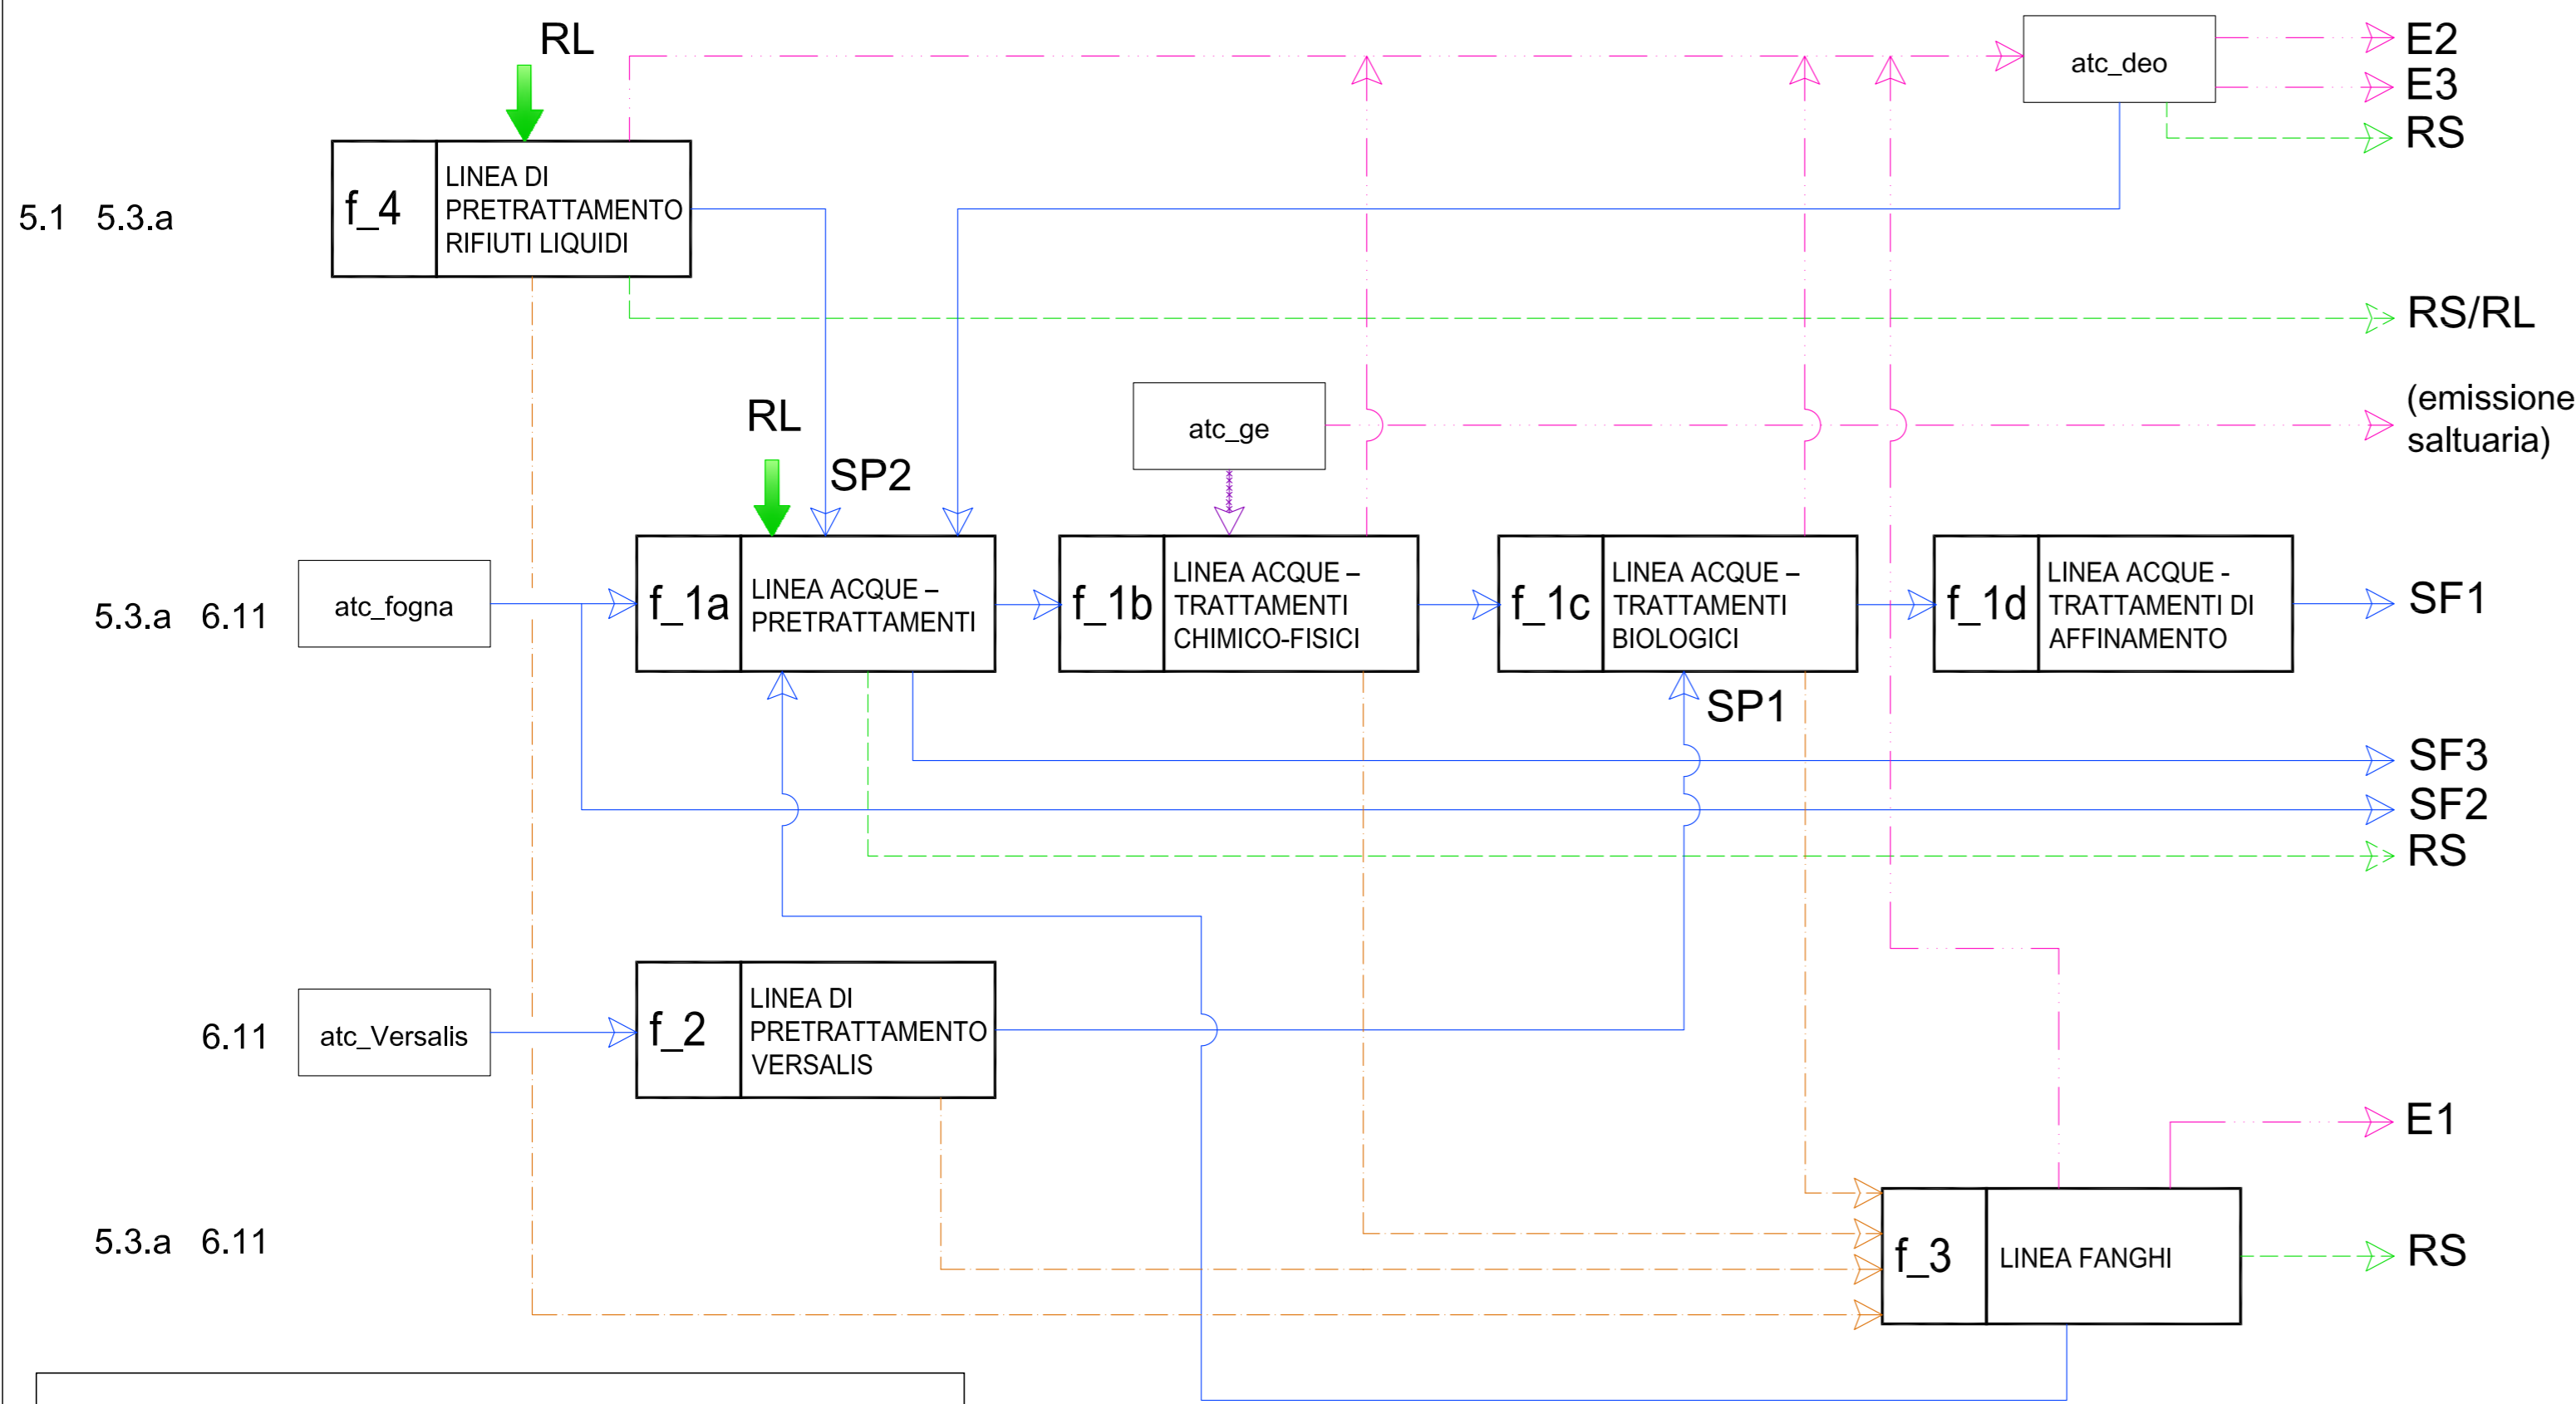 RL
E2
atc_deo
E3
RS
LINEA DI
f_4
PRETRATTAMENTO
RIFIUTI LIQUIDI
5.1 5.3.a
RS/RL
(emissione
saltuaria)
RL
atc_ge
SP2
5.3.a 6.11
atc_fogna
f_1a
LINEA ACQUE –
PRETRATTAMENTI
f_1b
LINEA ACQUE –
TRATTAMENTI
CHIMICO-FISICI
f_1c
LINEA ACQUE –
TRATTAMENTI
BIOLOGICI
f_1d
LINEA ACQUE -
TRATTAMENTI DI
AFFINAMENTO
SF1
SP1
SF3
SF2
RS
6.11
atc_Versalis
f_2
LINEA DI
PRETRATTAMENTO
VERSALIS
E1
5.3.a 6.11
f_3
LINEA FANGHI
RS